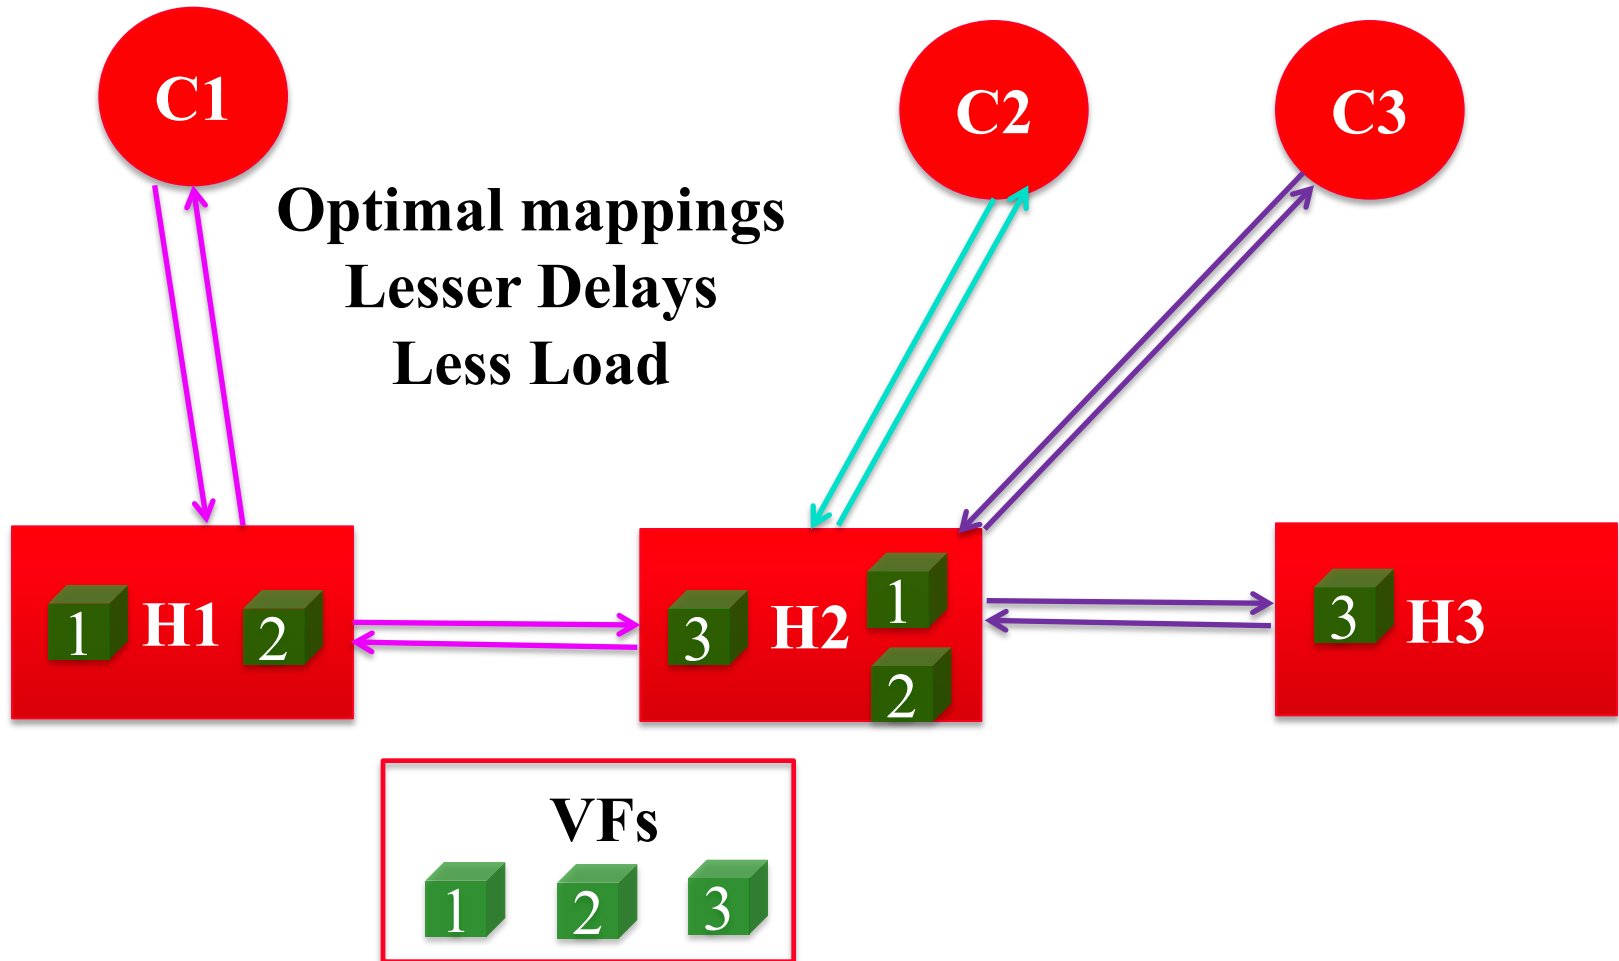 C1
C2
C3
Optimal mappings
Lesser Delays
Less Load
1 H1 2
3 H2 1
2
3 H3
VFs
1 2 3